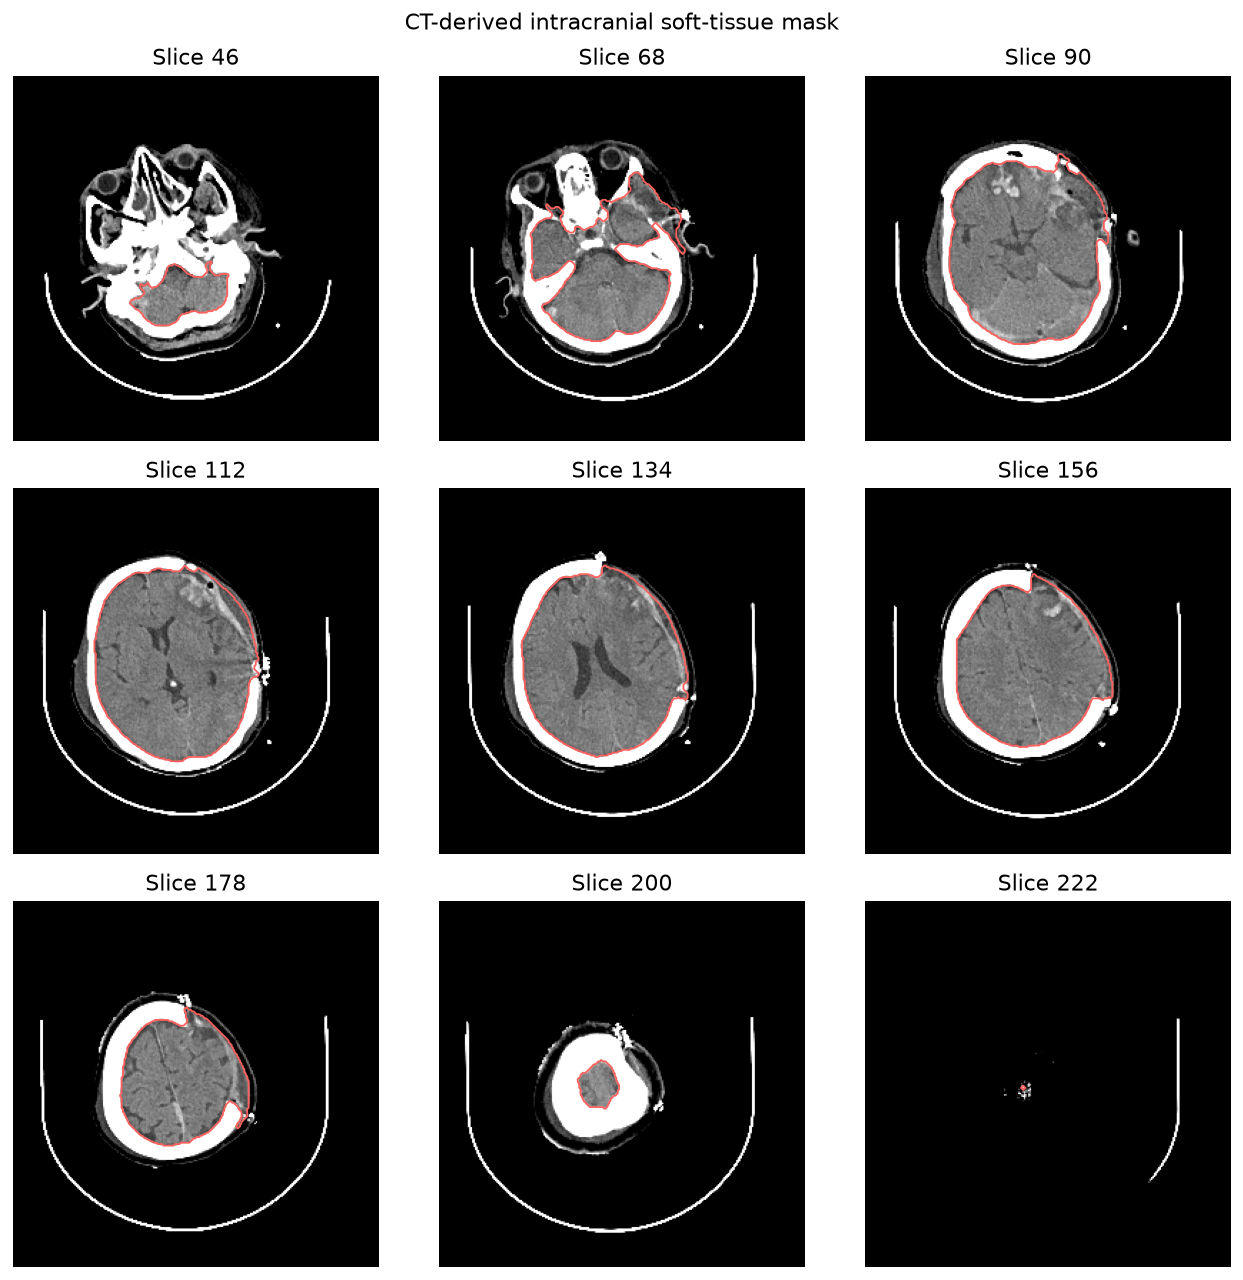 CT-derived intracranial soft-tissue mask
Slice 46
Slice 68
Slice 90
Slice 112
Slice 134
Slice 156
Slice 178
Slice 200
Slice 222